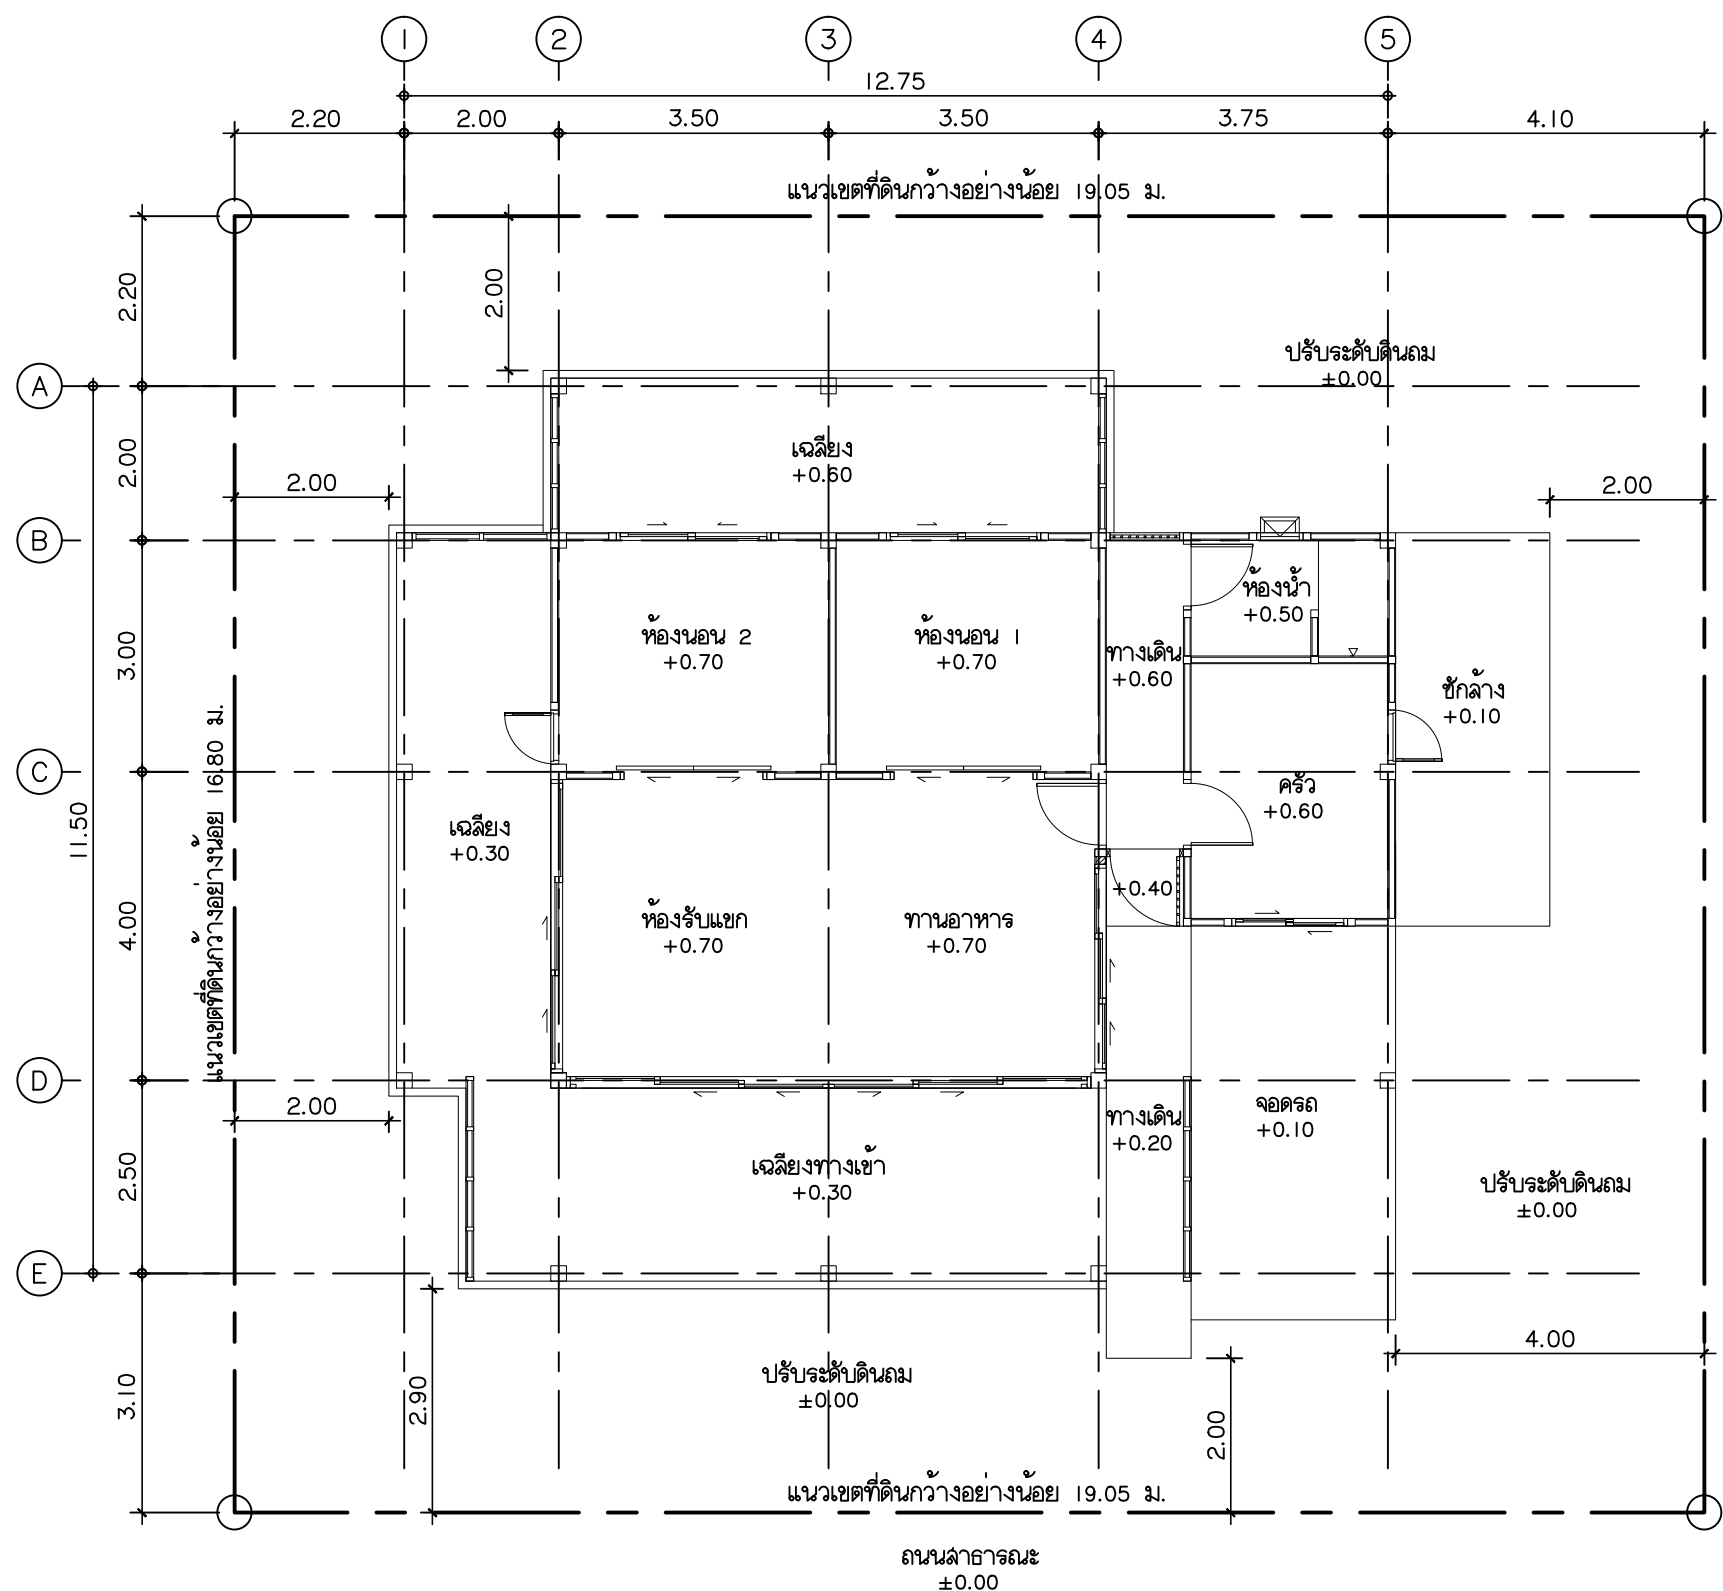 1 2 3 4 5
12.75
2.20 2.00 3.50 3.50 3.75 4.10
แนวเขตที่ดินกว้างอย่างน้อย 19.05 ม.
2.20
2.00
ปรับระดับดินถม
±0.00
A
2.00
เฉลียง
+0.60
2.00
2.00
B
3.00
ห้องนอน 2
+0.70
ห้องนอน 1
+0.70
ห้องน้ำ
+0.50
ทางเดิน
+0.60
ซักล้าง
+0.10
แนวเขตที่ดินกว้างอย่างน้อย 16.80 ม.
C
11.50
เฉลียง
+0.30
ครัว
+0.60
4.00
ห้องรับแขก
+0.70
ทานอาหาร
+0.70
+0.40
D
2.00
ทางเดิน
+0.20
จอดรถ
+0.10
2.50
เฉลียงทางเข้า
+0.30
ปรับระดับดินถม
±0.00
E
4.00
3.10
2.90
ปรับระดับดินถม
±0.00
2.00
แนวเขตที่ดินกว้างอย่างน้อย 19.05 ม.
ถนนสาธารณะ
±0.00